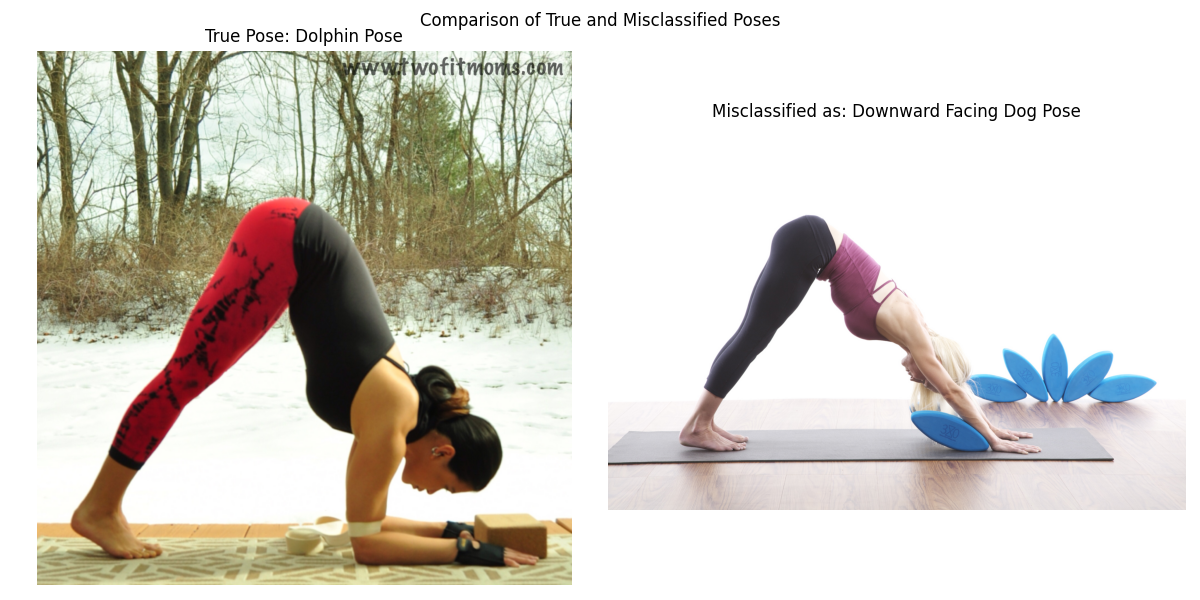 Comparison of True and Misclassified Poses
True Pose: Dolphin Pose
www.twofitmoms.com
Misclassified as: Downward Facing Dog Pose